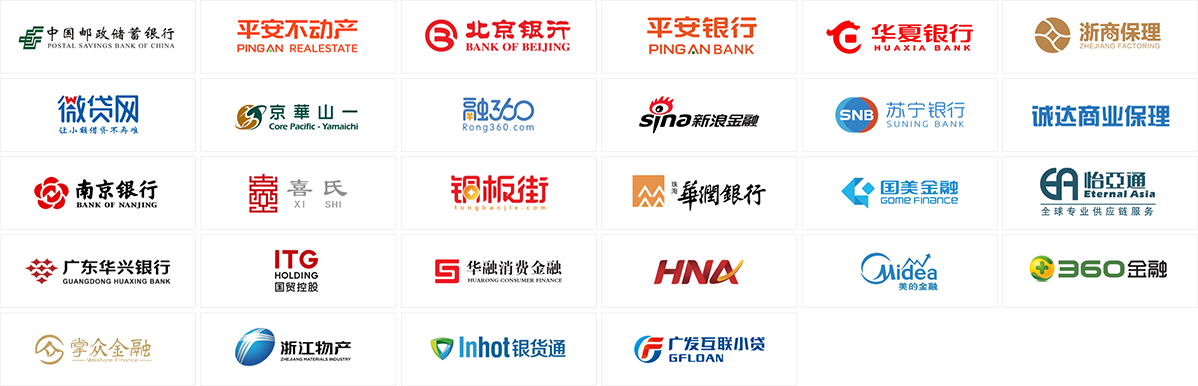 中国邮政储蓄银行
POSTAL SAVINGS BANK OF CHINA
平安不动产
PINGAN REALESTATE
北京银行
BANK OF BEIJING
平安银行
PINGAN BANK
华夏银行
HUAXIA BANK
浙商保理
ZHEJIANG FACTORING
微贷网
让小额借贷不再难
京華山一
Core Pacific - Yamaichi
融360
Rong360.com
sina 新浪金融
SNB
苏宁银行
SUNING BANK
诚达商业保理
南京银行
BANK OF NANJING
喜氏
XI SHI
铜板街
tongbanjie.com
珠海
華潤銀行
国美金融
GOME FINANCE
EA
怡亞通
Eternal Asia
全球专业供应链服务
广东华兴银行
GUANGDONG HUAXING BANK
ITG
HOLDING
国贸控股
华融消费金融
HUARONG CONSUMER FINANCE
HNA
Midea
美的金融
360金融
掌众金融
Weshare Finance
浙江物产
ZHEJIANG MATERIALS INDUSTRY
Inhot 银货通
广发互联小贷
GFLOAN